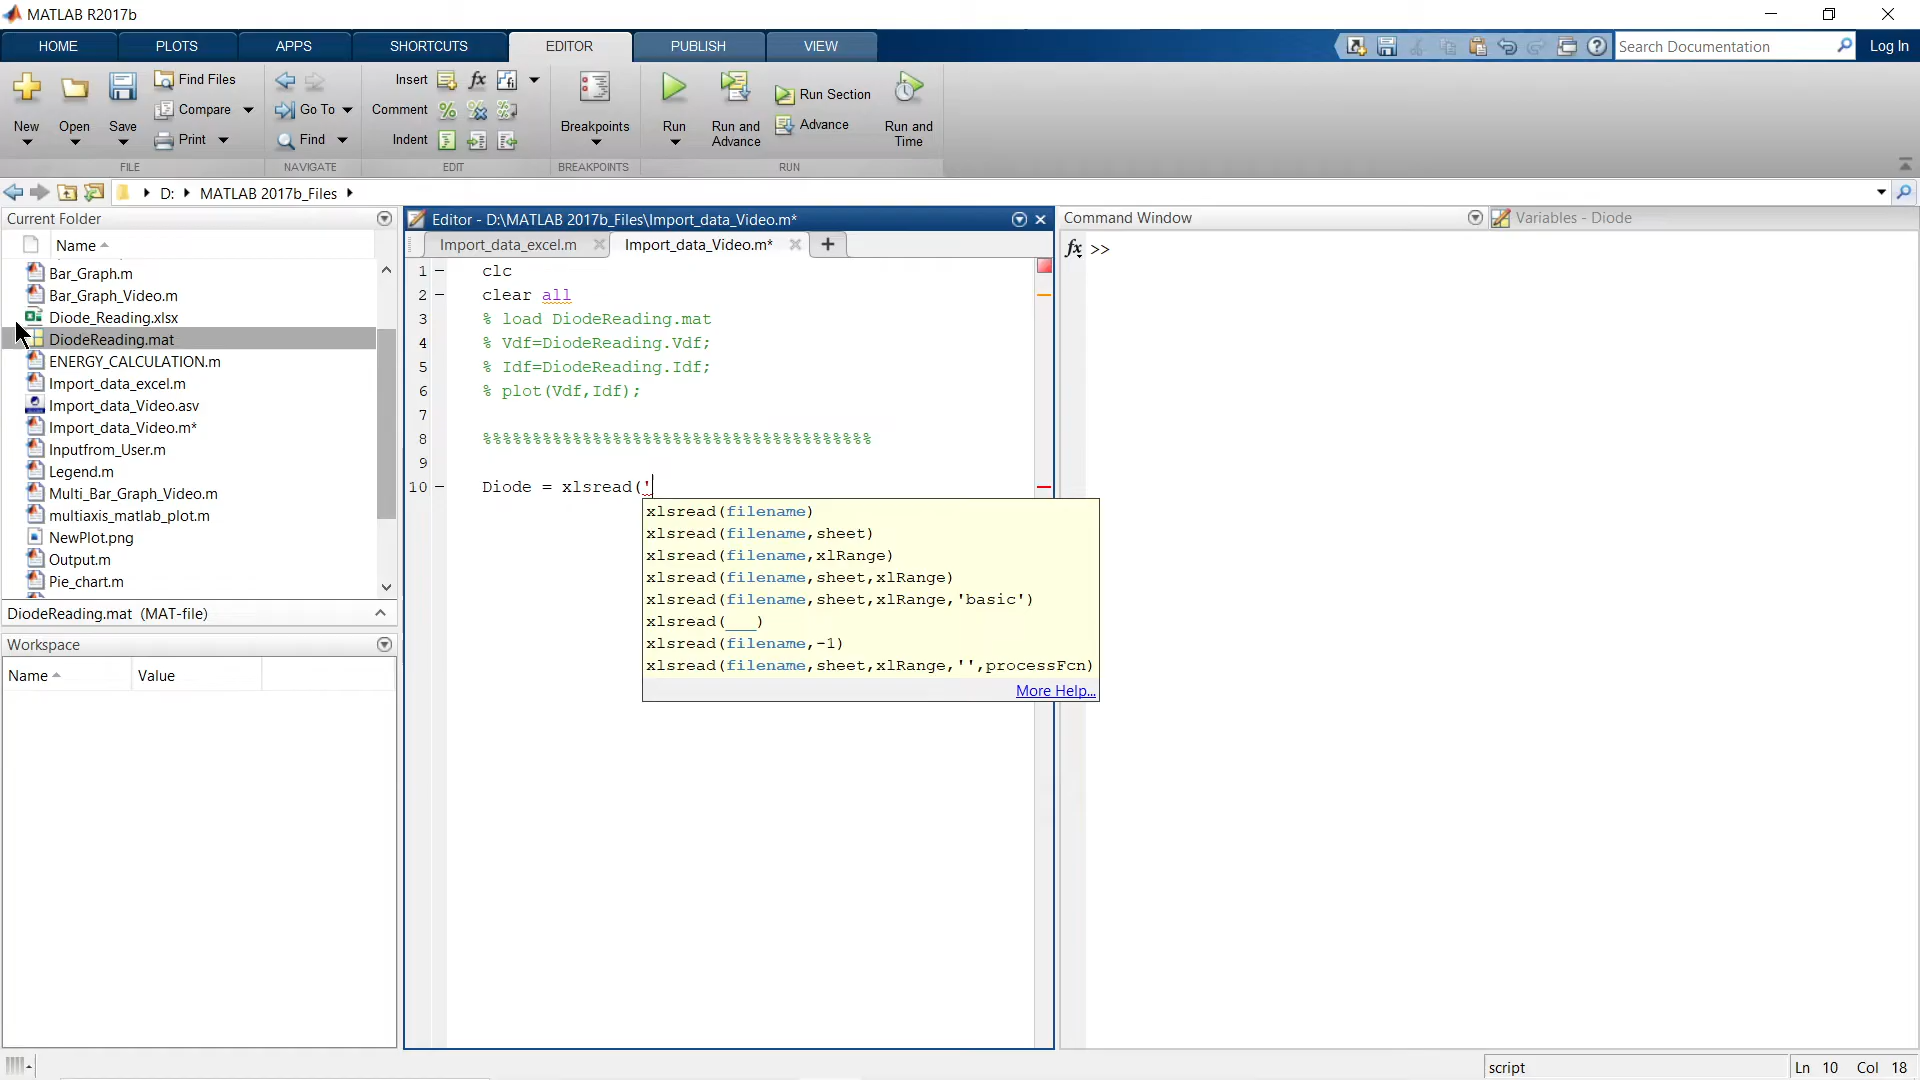 MATLAB R2017b
HOME PLOTS APPS SHORTCUTS EDITOR PUBLISH VIEW Search Documentation Log In
New Open Save Find Files Compare Print
FILE
Go To Find
NAVIGATE
Insert fx Comment Indent
EDIT
Breakpoints
BREAKPOINTS
Run Run and Advance Run Section Advance Run and Time
RUN
D: MATLAB 2017b_Files
Current Folder
Name
Bar_Graph.m
Bar_Graph_Video.m
Diode_Reading.xlsx
DiodeReading.mat
ENERGY_CALCULATION.m
Import_data_excel.m
Import_data_Video.asv
Import_data_Video.m*
Inputfrom_User.m
Legend.m
Multi_Bar_Graph_Video.m
multiaxis_matlab_plot.m
NewPlot.png
Output.m
Pie_chart.m
DiodeReading.mat (MAT-file)
Workspace
Name Value
Editor - D:\MATLAB 2017b_Files\Import_data_Video.m*
Import_data_excel.m Import_data_Video.m* +
1 – clc
2 – clear all
3 % load DiodeReading.mat
4 % Vdf=DiodeReading.Vdf;
5 % Idf=DiodeReading.Idf;
6 % plot(Vdf,Idf);
7
8 %%%%%%%%%%%%%%%%%%%%%%%%%%%%%%%%%%%%%%%
9
10 – Diode = xlsread('
xlsread(filename)
xlsread(filename,sheet)
xlsread(filename,xlRange)
xlsread(filename,sheet,xlRange)
xlsread(filename,sheet,xlRange,'basic')
xlsread(___)
xlsread(filename,-1)
xlsread(filename,sheet,xlRange,'',processFcn)
More Help...
Command Window
Variables - Diode
fx >>
script Ln 10 Col 18